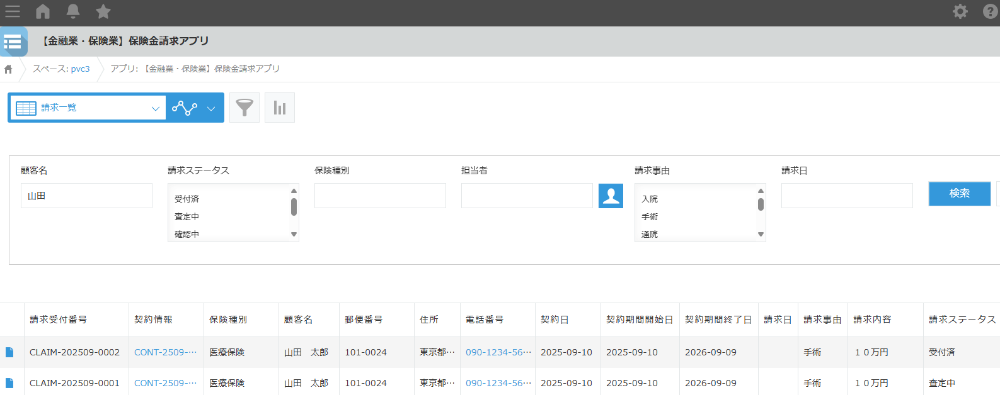 【金融業・保険業】保険金請求アプリ
スペース: pvc3 アプリ: 【金融業・保険業】保険金請求アプリ
請求一覧
顧客名 請求ステータス 保険種別 担当者 請求事由 請求日
山田 受付済 入院 検索
査定中 手術
確認中 通院
請求受付番号 契約情報 保険種別 顧客名 郵便番号 住所 電話番号 契約日 契約期間開始日 契約期間終了日 請求日 請求事由 請求内容 請求ステータス
CLAIM-202509-0002 CONT-2509-… 医療保険 山田　太郎 101-0024 東京都… 090-1234-56… 2025-09-10 2025-09-10 2026-09-09 手術 １０万円 受付済
CLAIM-202509-0001 CONT-2509-… 医療保険 山田　太郎 101-0024 東京都… 090-1234-56… 2025-09-10 2025-09-10 2026-09-09 手術 １０万円 査定中